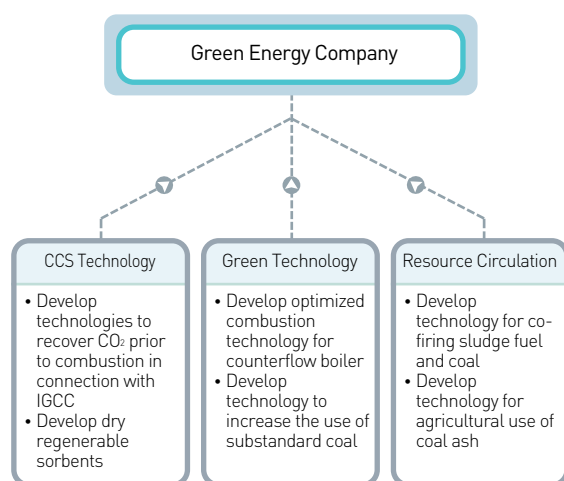 Green Energy Company
CCS Technology
• Develop
technologies to
recover CO₂ prior
to combustion in
connection with
IGCC
• Develop dry
regenerable
sorbents
Green Technology
• Develop optimized
combustion
technology for
counterflow boiler
• Develop
technology to
increase the use of
substandard coal
Resource Circulation
• Develop
technology for co-
firing sludge fuel
and coal
• Develop
technology for
agricultural use of
coal ash